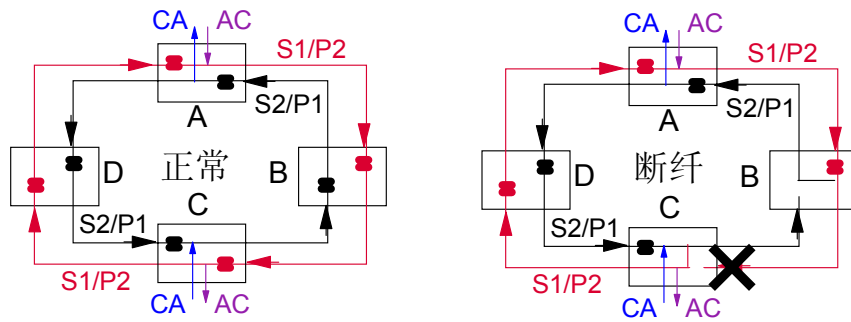 CA AC
S1/P2
S2/P1
A
D 正常 B
C
S2/P1
S1/P2
CA AC
CA AC
S1/P2
S2/P1
A
D 断纤 B
C
S2/P1
S1/P2
CA AC